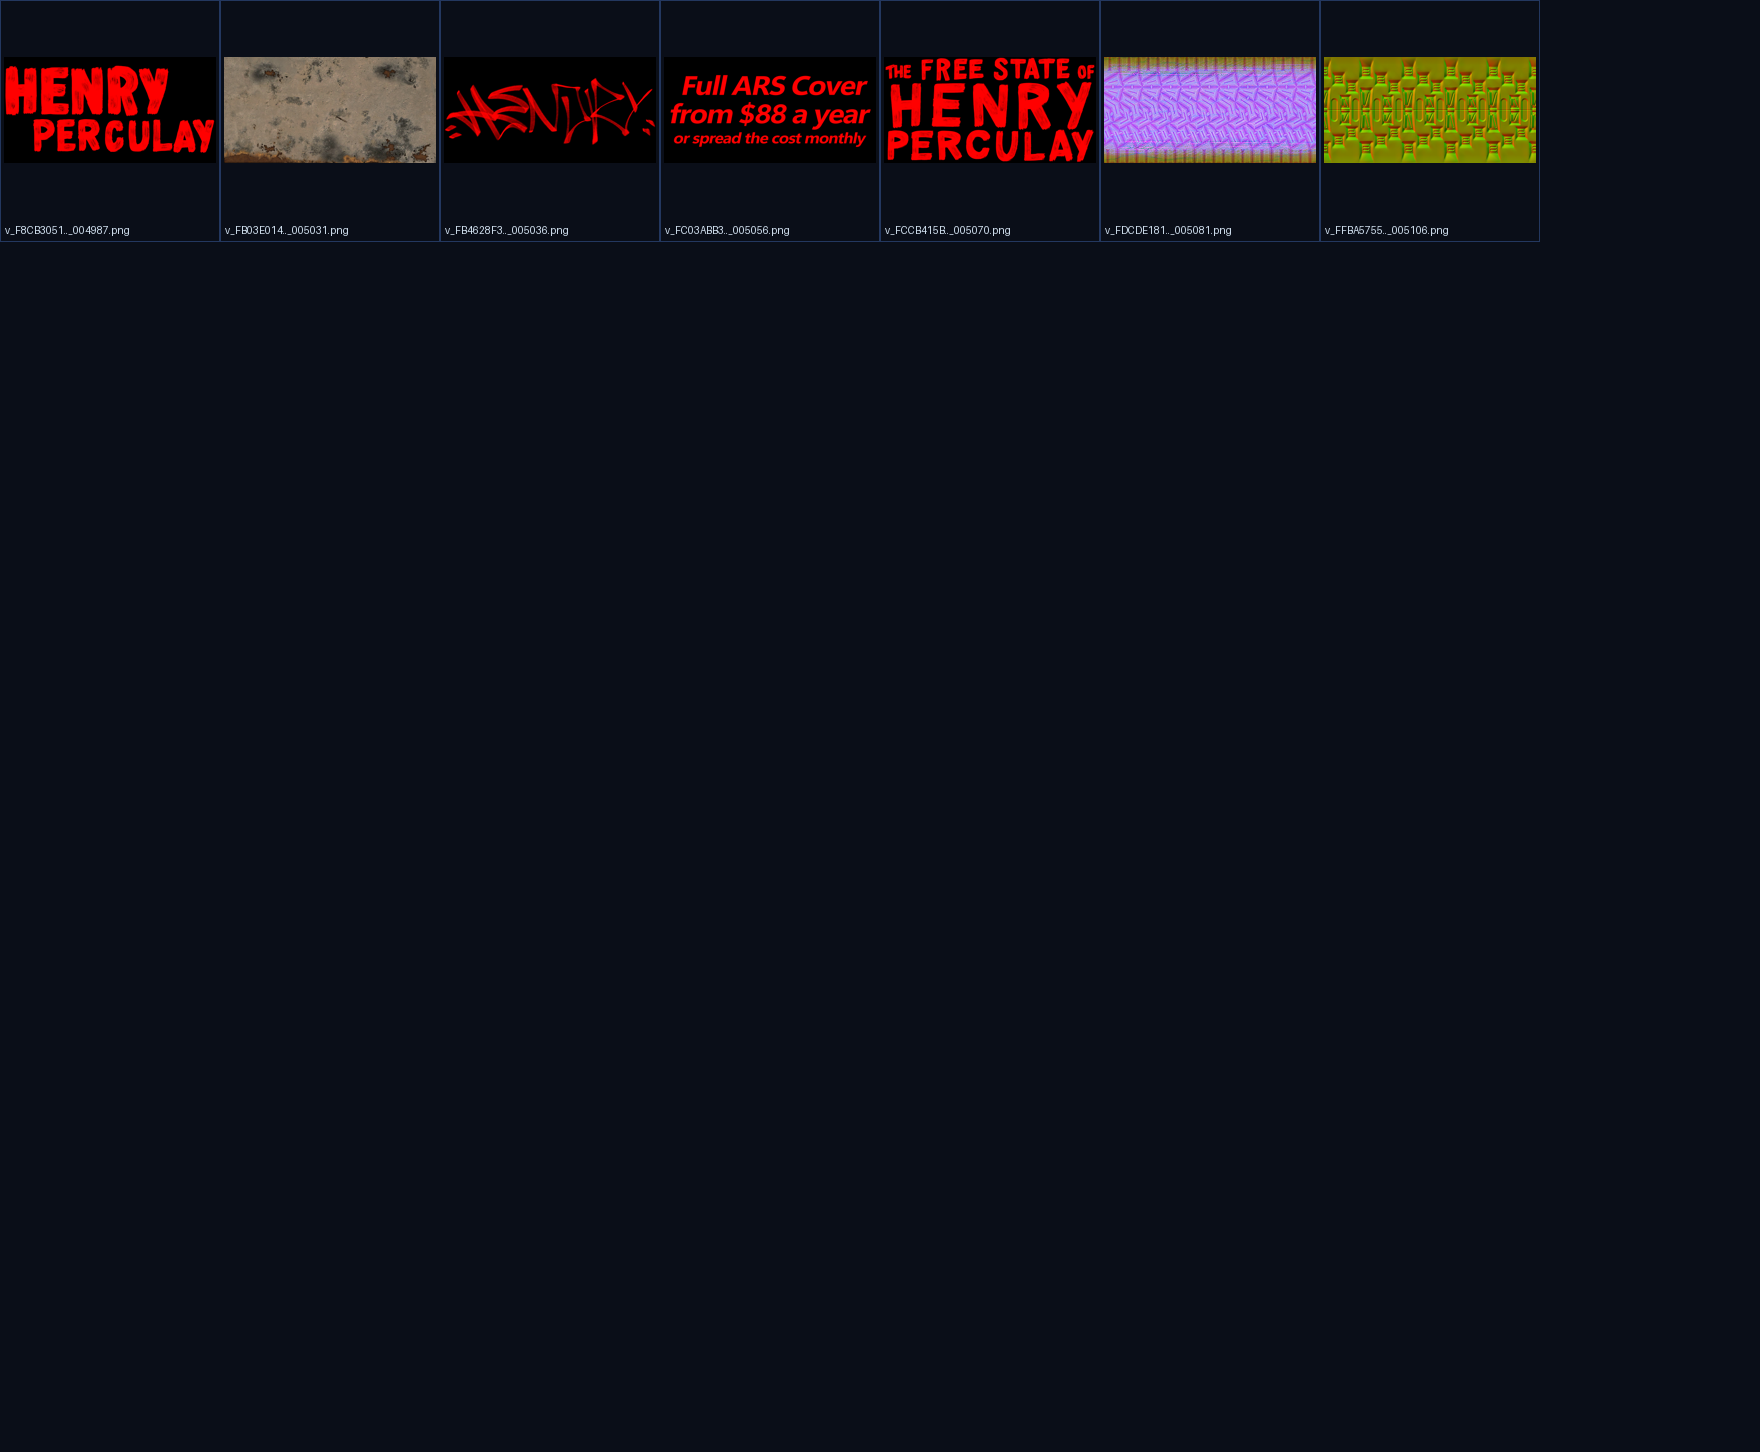 HENRY
PERCULAY
HENDRY
Full ARS Cover
from $88 a year
or spread the cost monthly
THE FREE STATE OF
HENRY
PERCULAY
v_F8CB3051.._004987.png
v_FB03E014.._005031.png
v_FB4628F3.._005036.png
v_FC03ABB3.._005056.png
v_FCCB415B.._005070.png
v_FDCDE181.._005081.png
v_FFBA5755.._005106.png